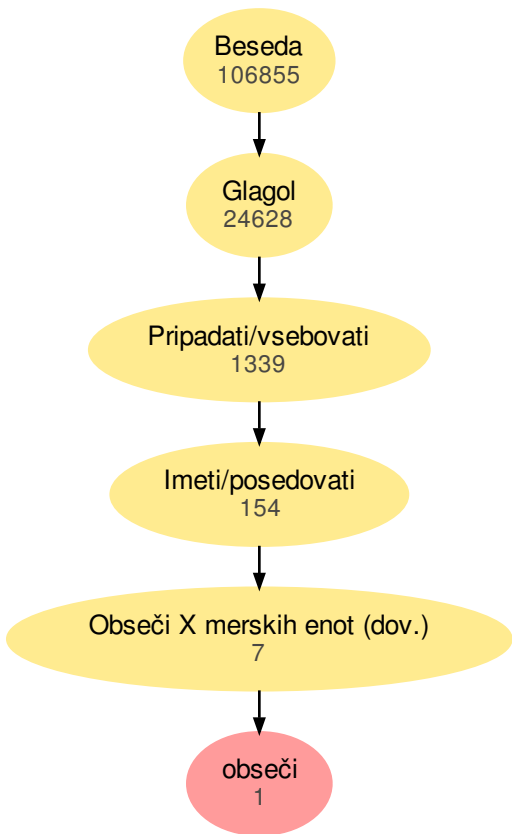 Beseda
106855
Glagol
24628
Pripadati/vsebovati
1339
Imeti/posedovati
154
Obseči X merskih enot (dov.)
7
obseči
1